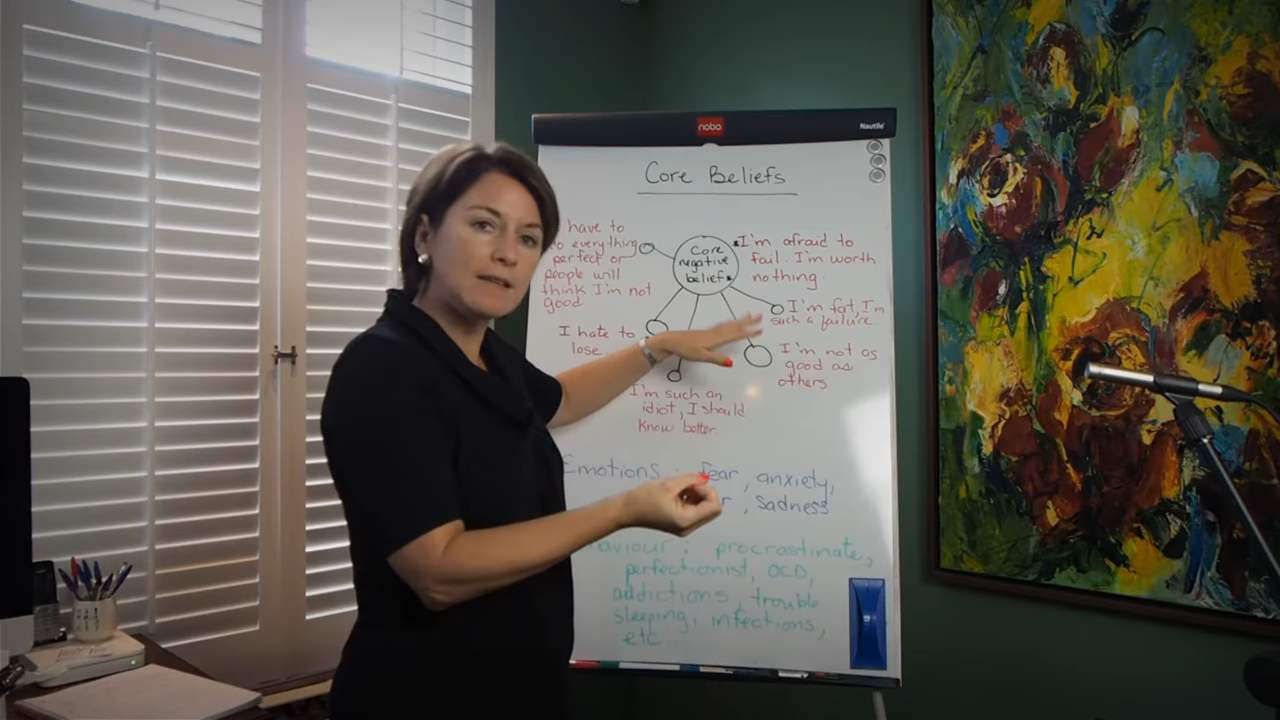 nobo
Nautile
Core Beliefs
have to
everything
perfect or
people will
think I'm not
good
Core
negative
belief
I'm afraid to
fail. I'm worth
nothing
I'm fat, I'm
such a failure.
I hate to
lose
I'm not as
good as
others
I'm such an
idiot, I should
know better.
Emotions : fear, anxiety,
, sadness
procrastinate,
perfectionist, OCD,
addictions, trouble
sleeping, infections,
etc...